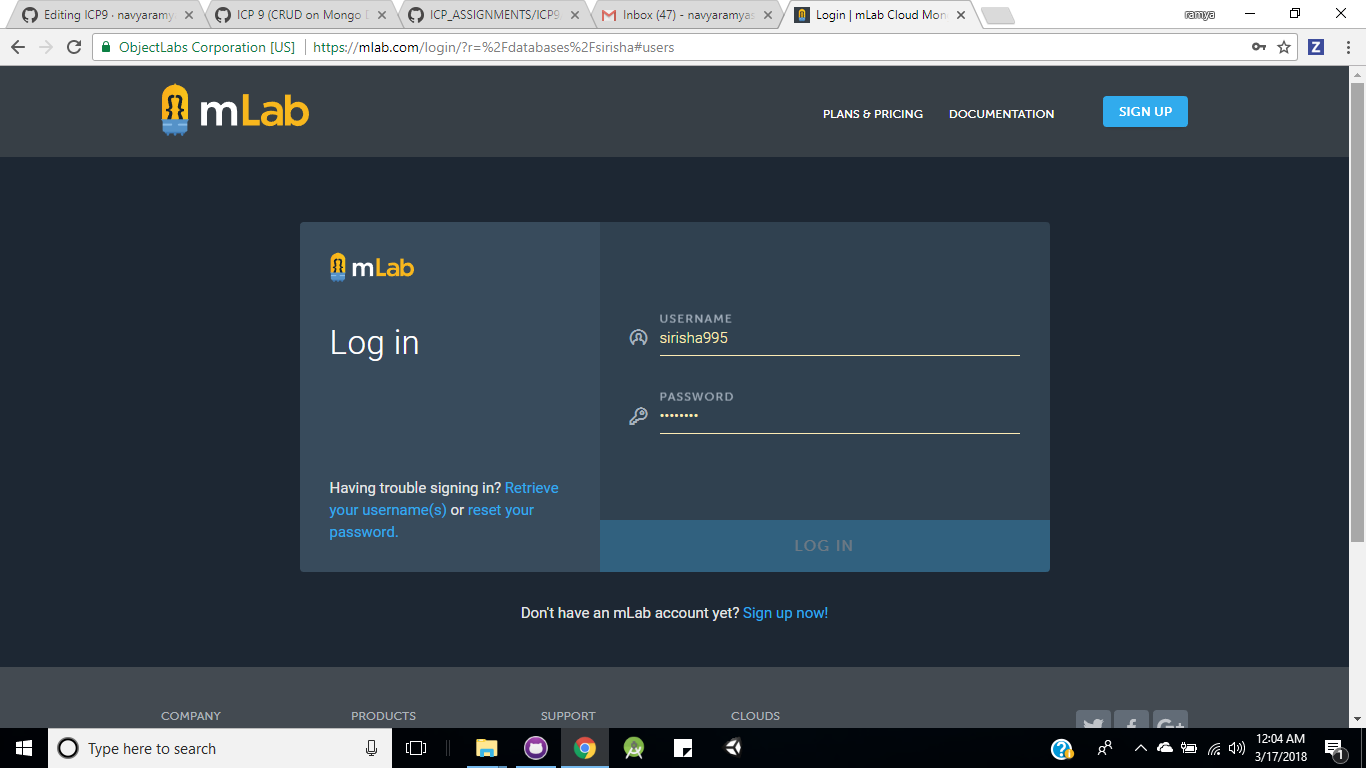 Editing ICP9 · navyaramy
ICP 9 (CRUD on Mongo
ICP_ASSIGNMENTS/ICP9
Inbox (47) - navyaramyas
Login | mLab Cloud Mon
ramya
ObjectLabs Corporation [US]
https://mlab.com/login/?r=%2Fdatabases%2Fsirisha#users
Z
mLab
PLANS & PRICING
DOCUMENTATION
SIGN UP
mLab
Log in
USERNAME
sirisha995
PASSWORD
••••••••
Having trouble signing in? Retrieve
your username(s) or reset your
password.
LOG IN
Don't have an mLab account yet? Sign up now!
COMPANY
PRODUCTS
SUPPORT
CLOUDS
Type here to search
12:04 AM
3/17/2018
1